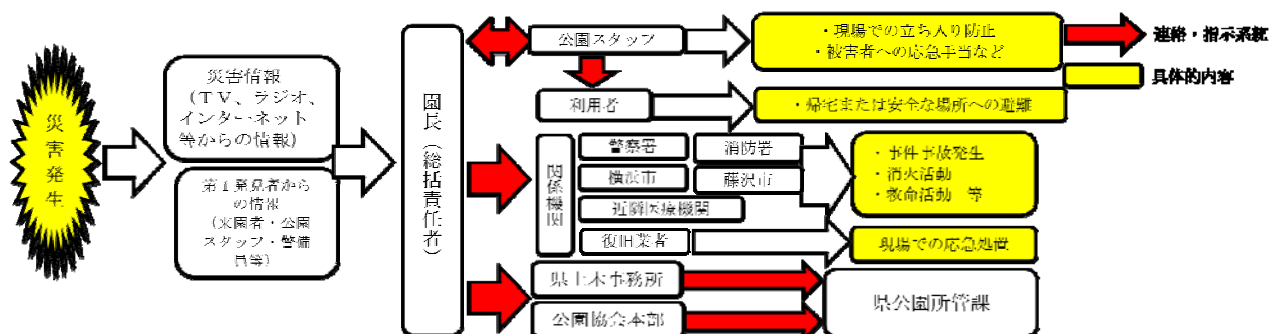 災害発生
災害情報
（ＴＶ、ラジオ、
インターネット
等からの情報）
第１発見者から
の情報
（来園者・公園
スタッフ・警備
員等）
園長（総括責任者）
公園スタッフ
・現場での立ち入り防止
・被害者への応急手当など
連絡・指示系統
具体的内容
利用者
・帰宅または安全な場所への避難
関係機関
警察署
消防署
横浜市
藤沢市
近隣医療機関
復旧業者
・事件事故発生
・消火活動
・救命活動　等
現場での応急処置
県土木事務所
公園協会本部
県公園所管課